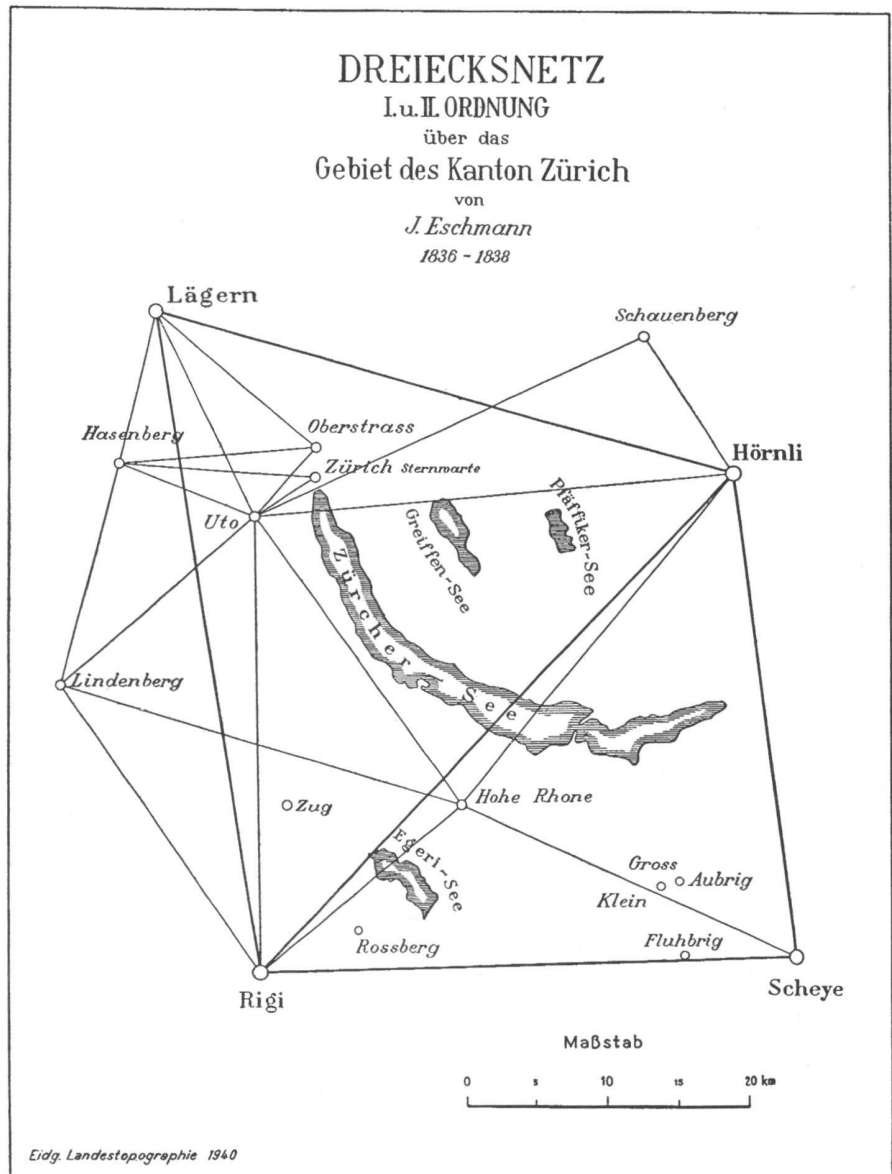 DREIECKSNETZ
I. u. II. ORDNUNG
über das
Gebiet des Kanton Zürich
von
J. Eschmann
1836 - 1838
Lägern
Schauenberg
Hasenberg
Oberstrass
Zürich Sternwarte
Hörnli
Uto
Greiffen-See
Pfäffiker-See
Zürcher See
Lindenberg
Zug
Hohe Rhone
Egeri-See
Gross
Klein
Aubrig
Rossberg
Fluhbrig
Rigi
Scheye
Maßstab
0 5 10 15 20 km
Eidg. Landestopographie 1940